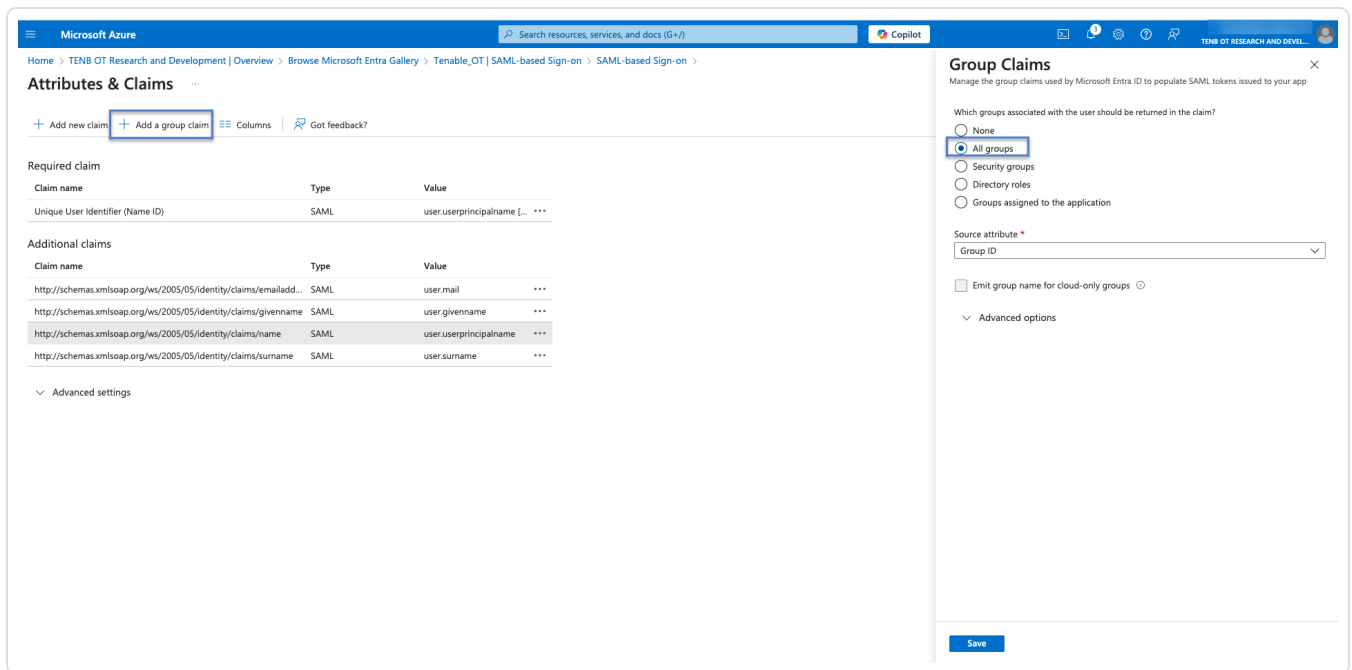 Microsoft Azure
Search resources, services, and docs (G+/)
Copilot
3
TENB OT RESEARCH AND DEVEL...
Home > TENB OT Research and Development | Overview > Browse Microsoft Entra Gallery > Tenable_OT | SAML-based Sign-on > SAML-based Sign-on >
Attributes & Claims ...
+ Add new claim + Add a group claim Columns Got feedback?
Required claim
Claim name Type Value
Unique User Identifier (Name ID) SAML user.userprincipalname [... ...
Additional claims
Claim name Type Value
http://schemas.xmlsoap.org/ws/2005/05/identity/claims/emailadd... SAML user.mail ...
http://schemas.xmlsoap.org/ws/2005/05/identity/claims/givenname SAML user.givenname ...
http://schemas.xmlsoap.org/ws/2005/05/identity/claims/name SAML user.userprincipalname ...
http://schemas.xmlsoap.org/ws/2005/05/identity/claims/surname SAML user.surname ...
Advanced settings
Group Claims
Manage the group claims used by Microsoft Entra ID to populate SAML tokens issued to your app
Which groups associated with the user should be returned in the claim?
None
All groups
Security groups
Directory roles
Groups assigned to the application
Source attribute *
Group ID
Emit group name for cloud-only groups
Advanced options
Save